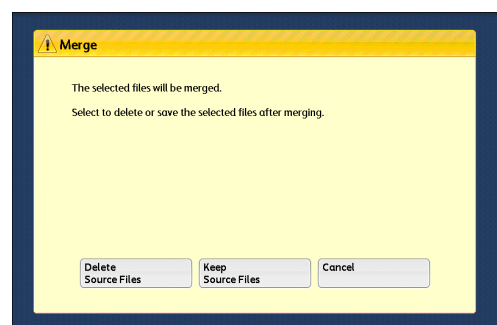 Merge
The selected files will be merged.
Select to delete or save the selected files after merging.
Delete
Source Files
Keep
Source Files
Cancel